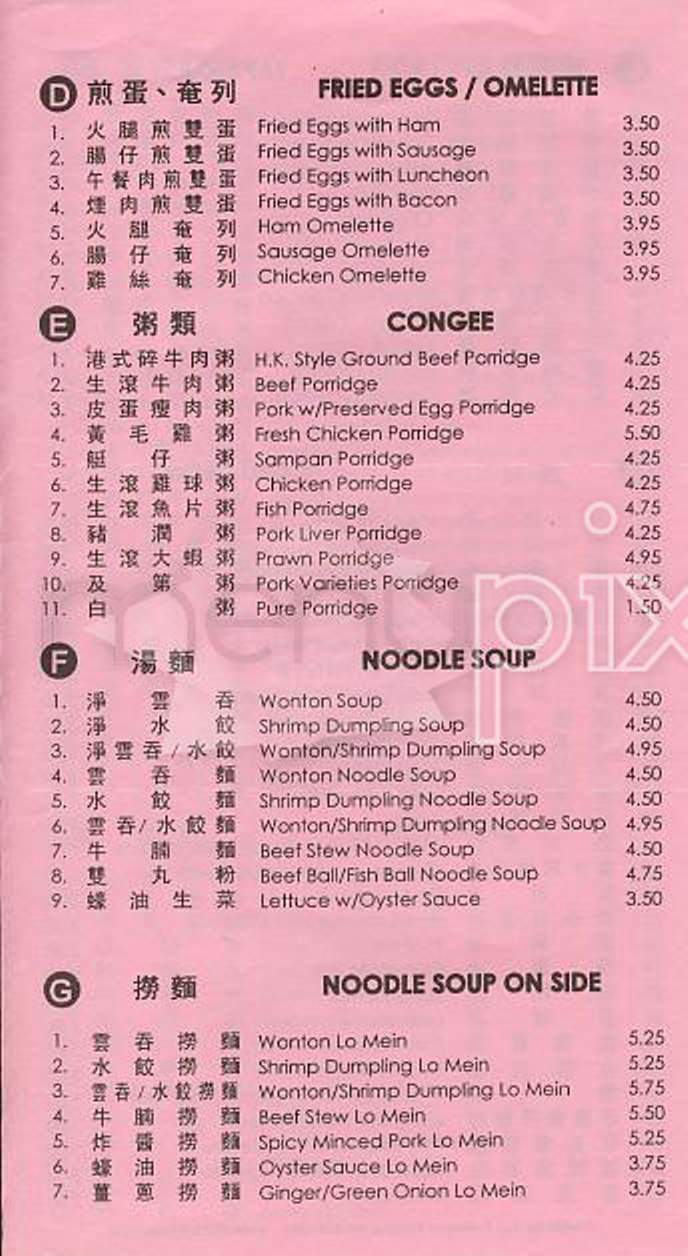 D 煎蛋、奄列 FRIED EGGS / OMELETTE
1. 火腿煎雙蛋 Fried Eggs with Ham 3.50
2. 腸仔煎雙蛋 Fried Eggs with Sausage 3.50
3. 午餐肉煎雙蛋 Fried Eggs with Luncheon 3.50
4. 煙肉煎雙蛋 Fried Eggs with Bacon 3.50
5. 火腿奄列 Ham Omelette 3.95
6. 腸仔奄列 Sausage Omelette 3.95
7. 雞絲奄列 Chicken Omelette 3.95
E 粥類 CONGEE
1. 港式碎牛肉粥 H.K. Style Ground Beef Porridge 4.25
2. 生滾牛肉粥 Beef Porridge 4.25
3. 皮蛋瘦肉粥 Pork w/Preserved Egg Porridge 4.25
4. 黃毛雞粥 Fresh Chicken Porridge 5.50
5. 艇仔粥 Sampan Porridge 4.25
6. 生滾雞球粥 Chicken Porridge 4.25
7. 生滾魚片粥 Fish Porridge 4.75
8. 豬潤粥 Pork Liver Porridge 4.25
9. 生滾大蝦粥 Prawn Porridge 4.95
10. 及第粥 Pork Varieties Porridge 4.25
11. 白粥 Pure Porridge 1.50
menupix
F 湯麵 NOODLE SOUP
1. 淨雲吞 Wonton Soup 4.50
2. 淨水餃 Shrimp Dumpling Soup 4.50
3. 淨雲吞/水餃 Wonton/Shrimp Dumpling Soup 4.95
4. 雲吞麵 Wonton Noodle Soup 4.50
5. 水餃麵 Shrimp Dumpling Noodle Soup 4.50
6. 雲吞/水餃麵 Wonton/Shrimp Dumpling Noodle Soup 4.95
7. 牛腩麵 Beef Stew Noodle Soup 4.50
8. 雙丸粉 Beef Ball/Fish Ball Noodle Soup 4.75
9. 蠔油生菜 Lettuce w/Oyster Sauce 3.50
G 撈麵 NOODLE SOUP ON SIDE
1. 雲吞撈麵 Wonton Lo Mein 5.25
2. 水餃撈麵 Shrimp Dumpling Lo Mein 5.25
3. 雲吞/水餃撈麵 Wonton/Shrimp Dumpling Lo Mein 5.75
4. 牛腩撈麵 Beef Stew Lo Mein 5.50
5. 炸醬撈麵 Spicy Minced Pork Lo Mein 5.25
6. 蠔油撈麵 Oyster Sauce Lo Mein 3.75
7. 薑蔥撈麵 Ginger/Green Onion Lo Mein 3.75